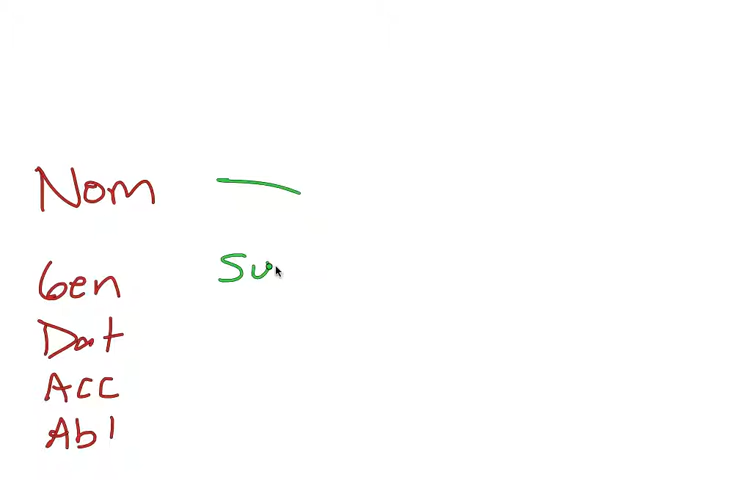 Nom —
Gen Su
Dat
Acc
Abl